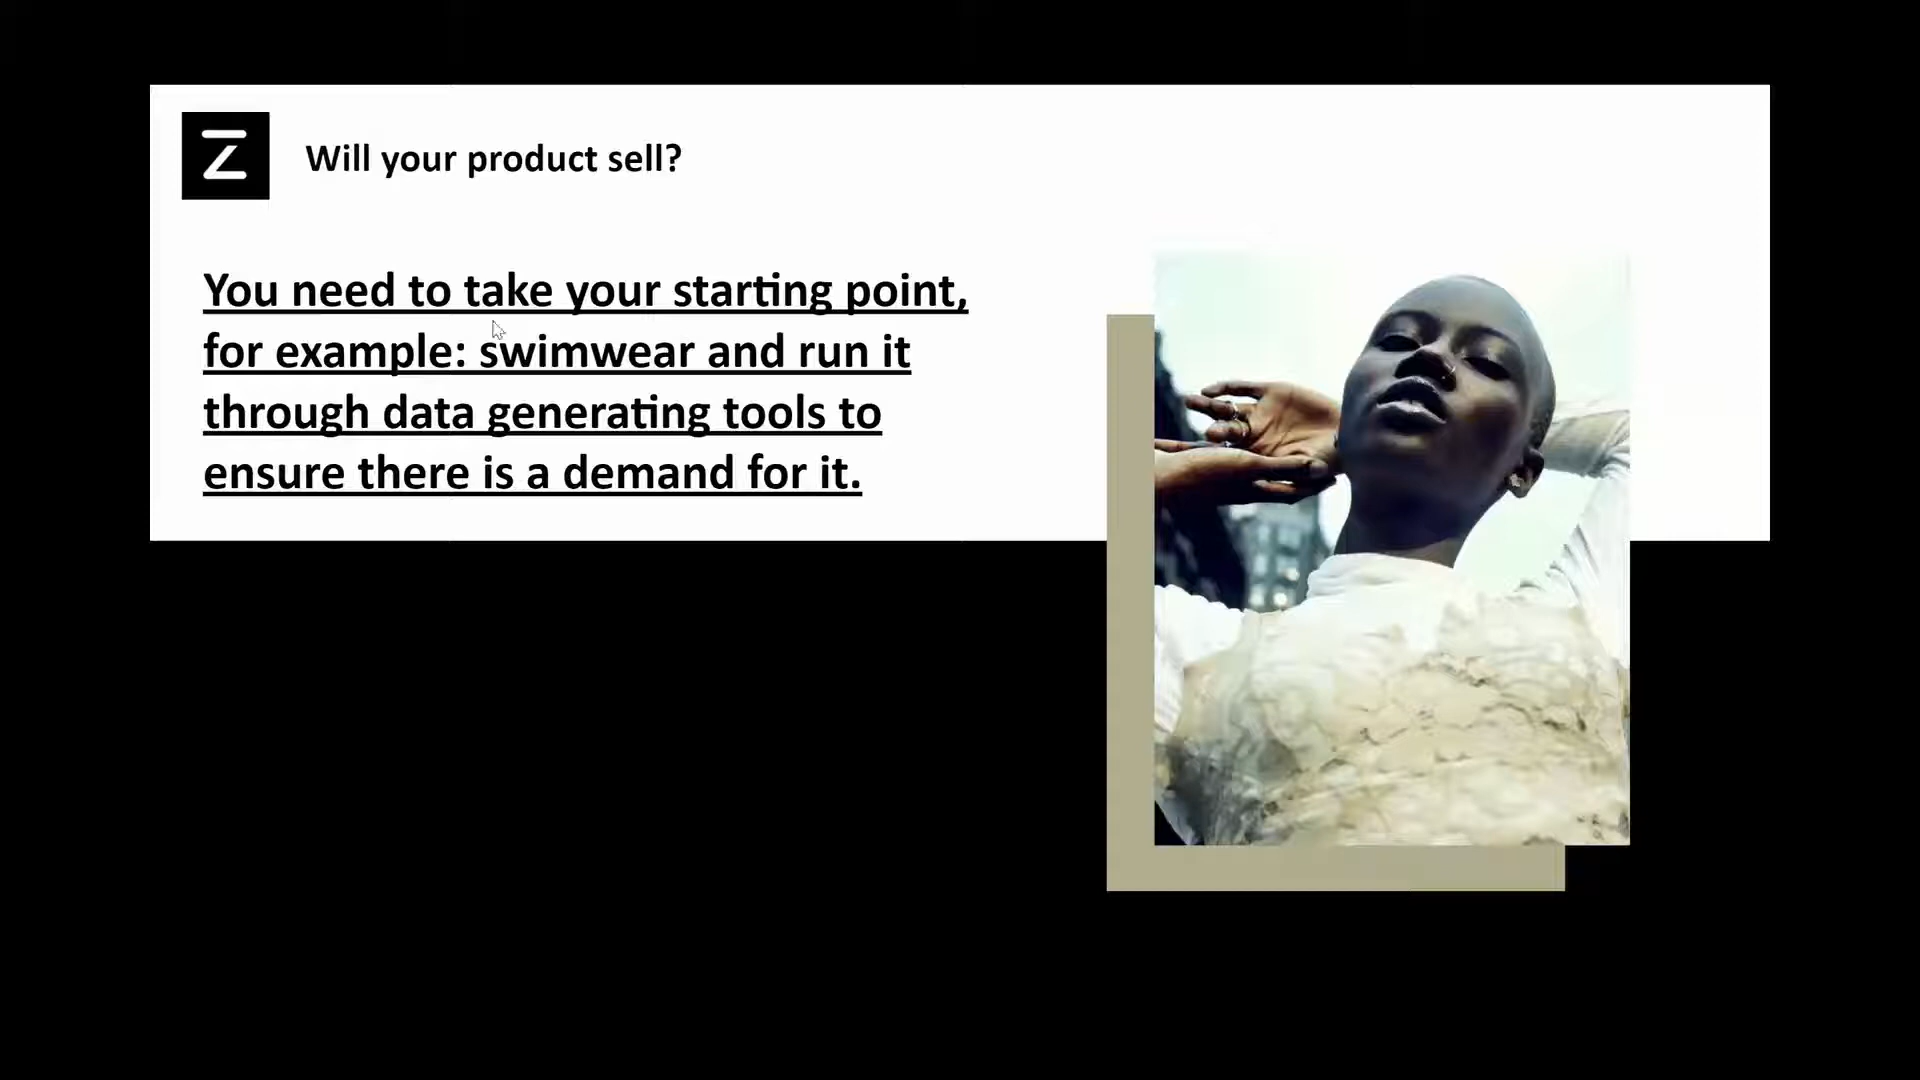 Z
Will your product sell?
You need to take your starting point,
for example: swimwear and run it
through data generating tools to
ensure there is a demand for it.